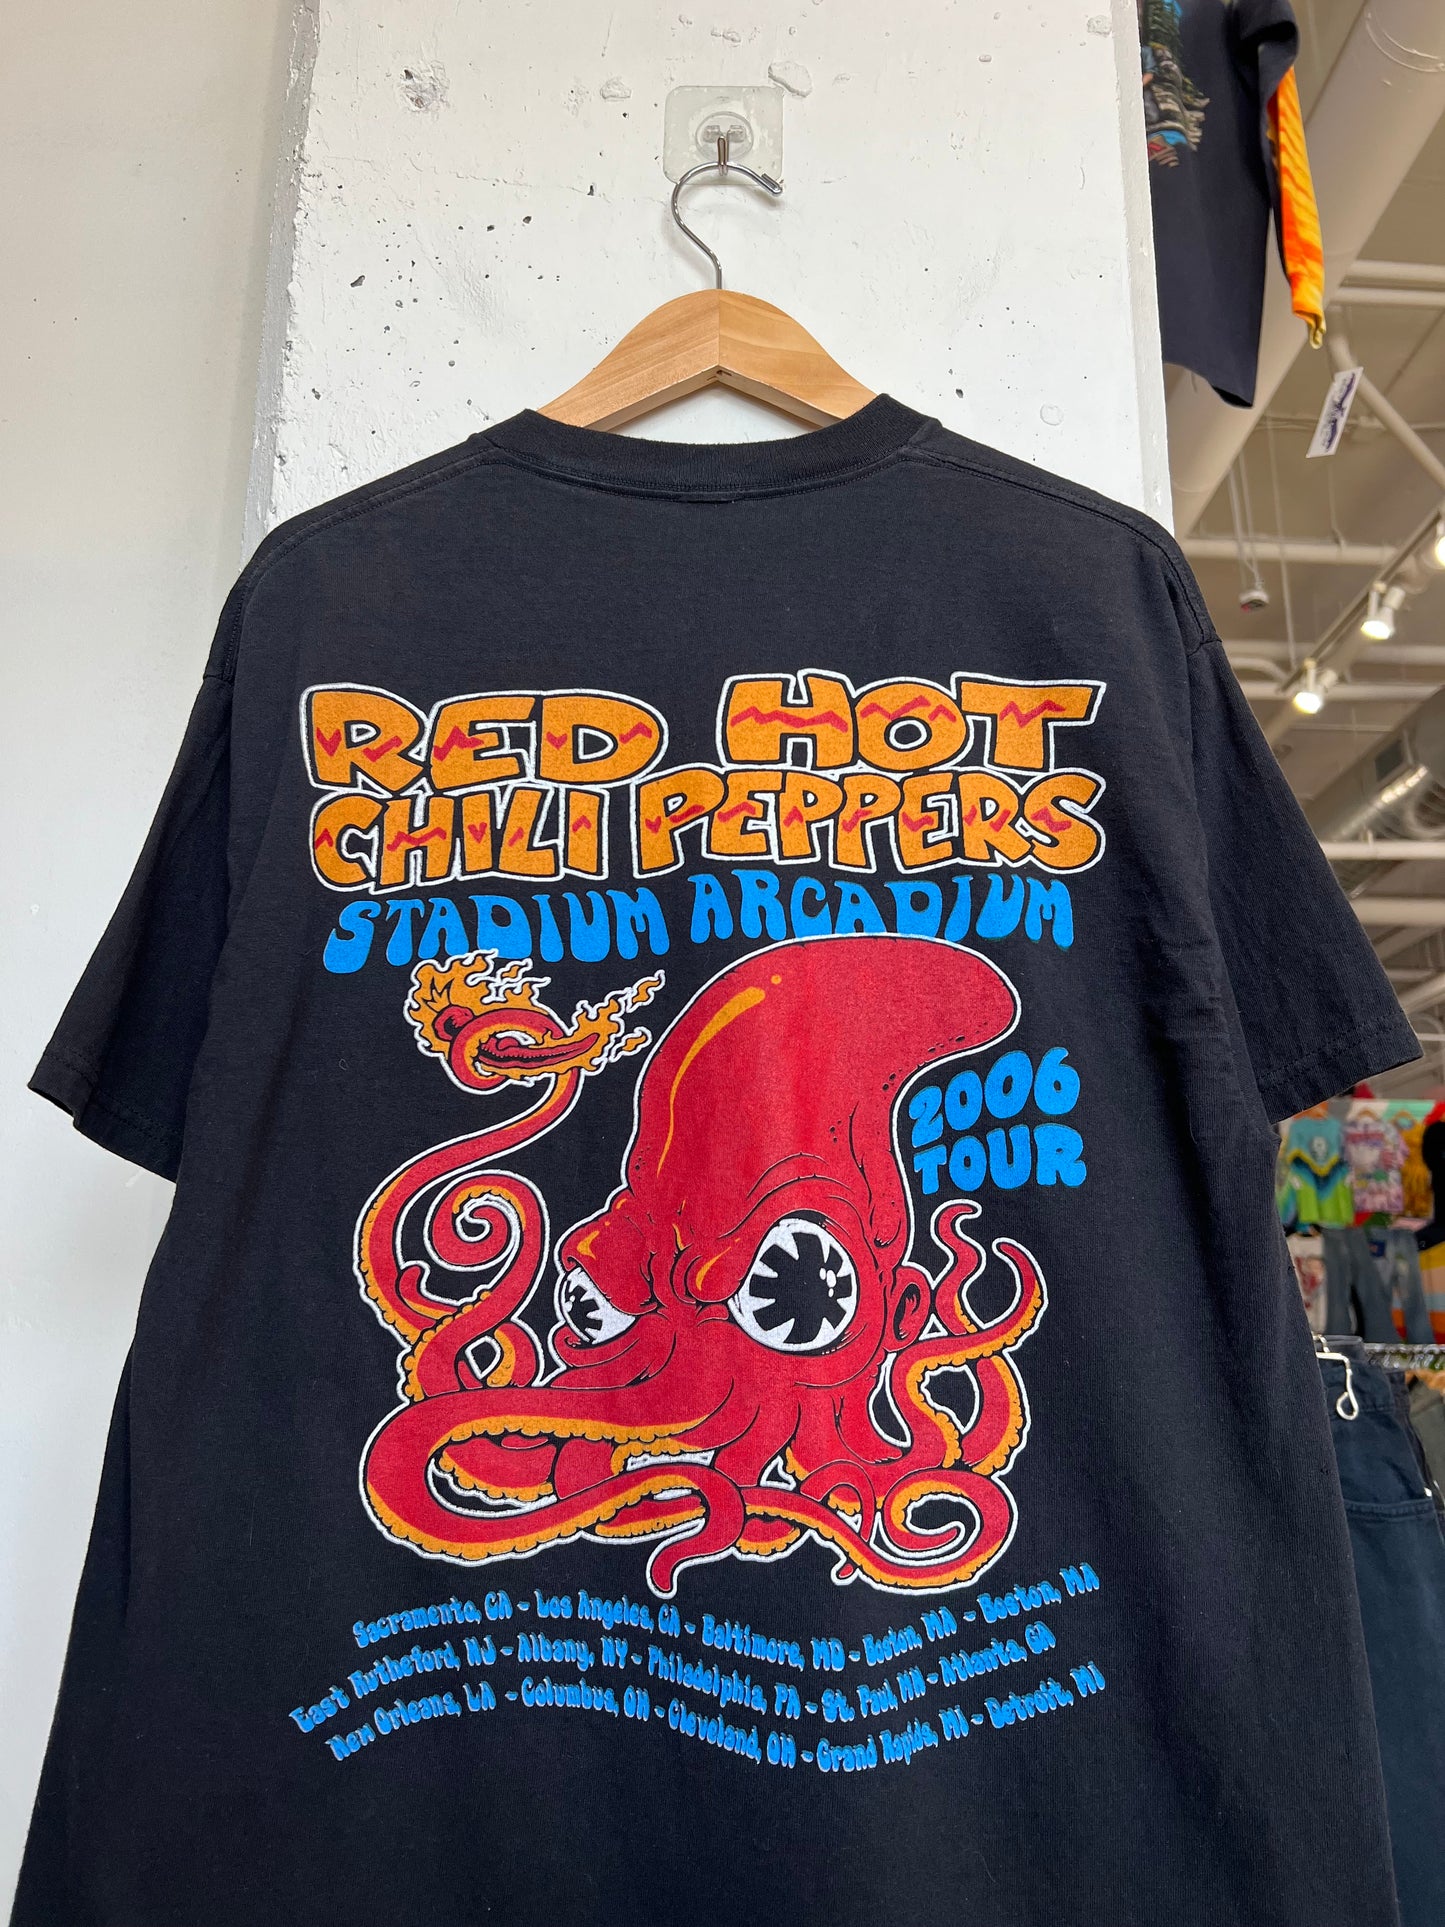 RED HOT
CHILI PEPPERS
STADIUM ARCADIUM
2006
TOUR
Sacramento, CA - Los Angeles, CA - Baltimore, MD - Boston, MA - Boston, MA
East Rutheford, NJ - Albany, NY - Philadelphia, PA - St. Paul, MN - Atlanta, GA
New Orleans, LA - Columbus, OH - Cleveland, OH - Grand Rapids, MI - Detroit, MI